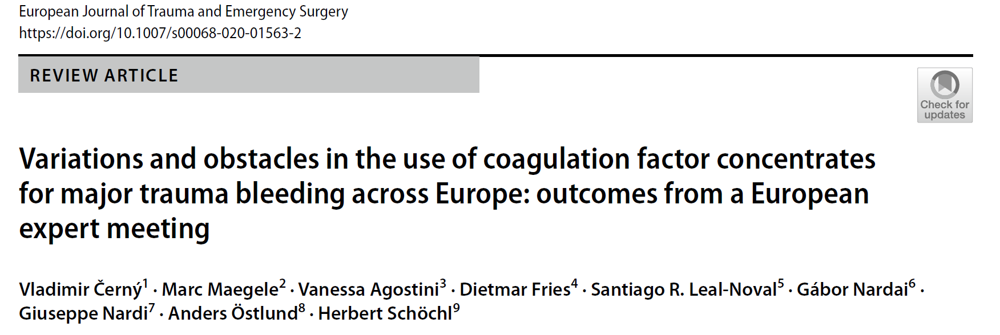 European Journal of Trauma and Emergency Surgery
https://doi.org/10.1007/s00068-020-01563-2
REVIEW ARTICLE
Check for
updates
Variations and obstacles in the use of coagulation factor concentrates
for major trauma bleeding across Europe: outcomes from a European
expert meeting
Vladimir Černý1 · Marc Maegele2 · Vanessa Agostini3 · Dietmar Fries4 · Santiago R. Leal-Noval5 · Gábor Nardai6 ·
Giuseppe Nardi7 · Anders Östlund8 · Herbert Schöchl9